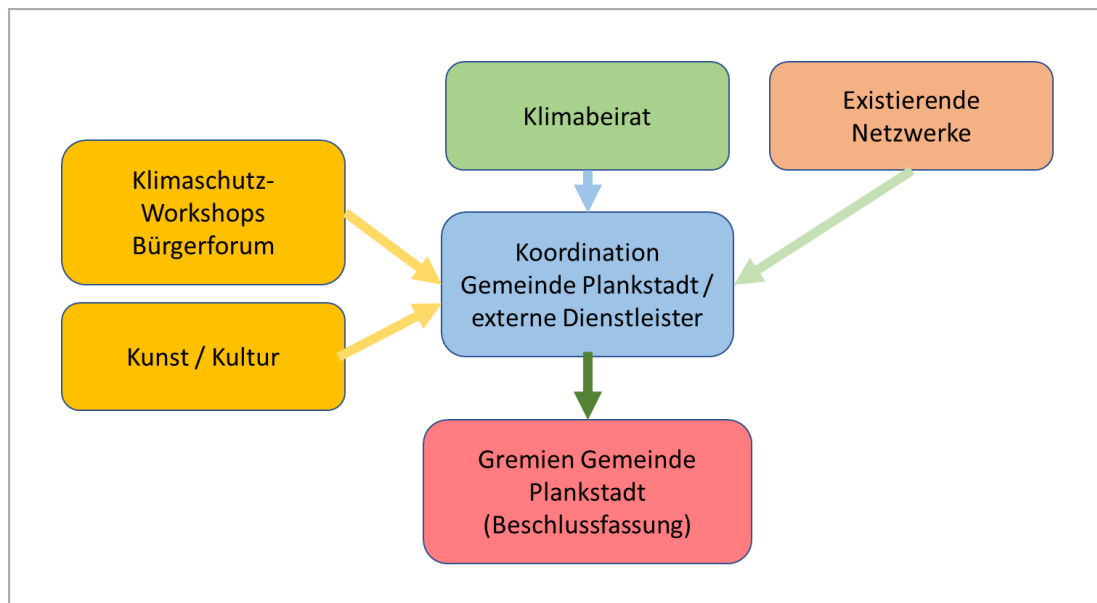 Klimabeirat
Existierende
Netzwerke
Klimaschutz-
Workshops
Bürgerforum
Koordination
Gemeinde Plankstadt /
externe Dienstleister
Kunst / Kultur
Gremien Gemeinde
Plankstadt
(Beschlussfassung)